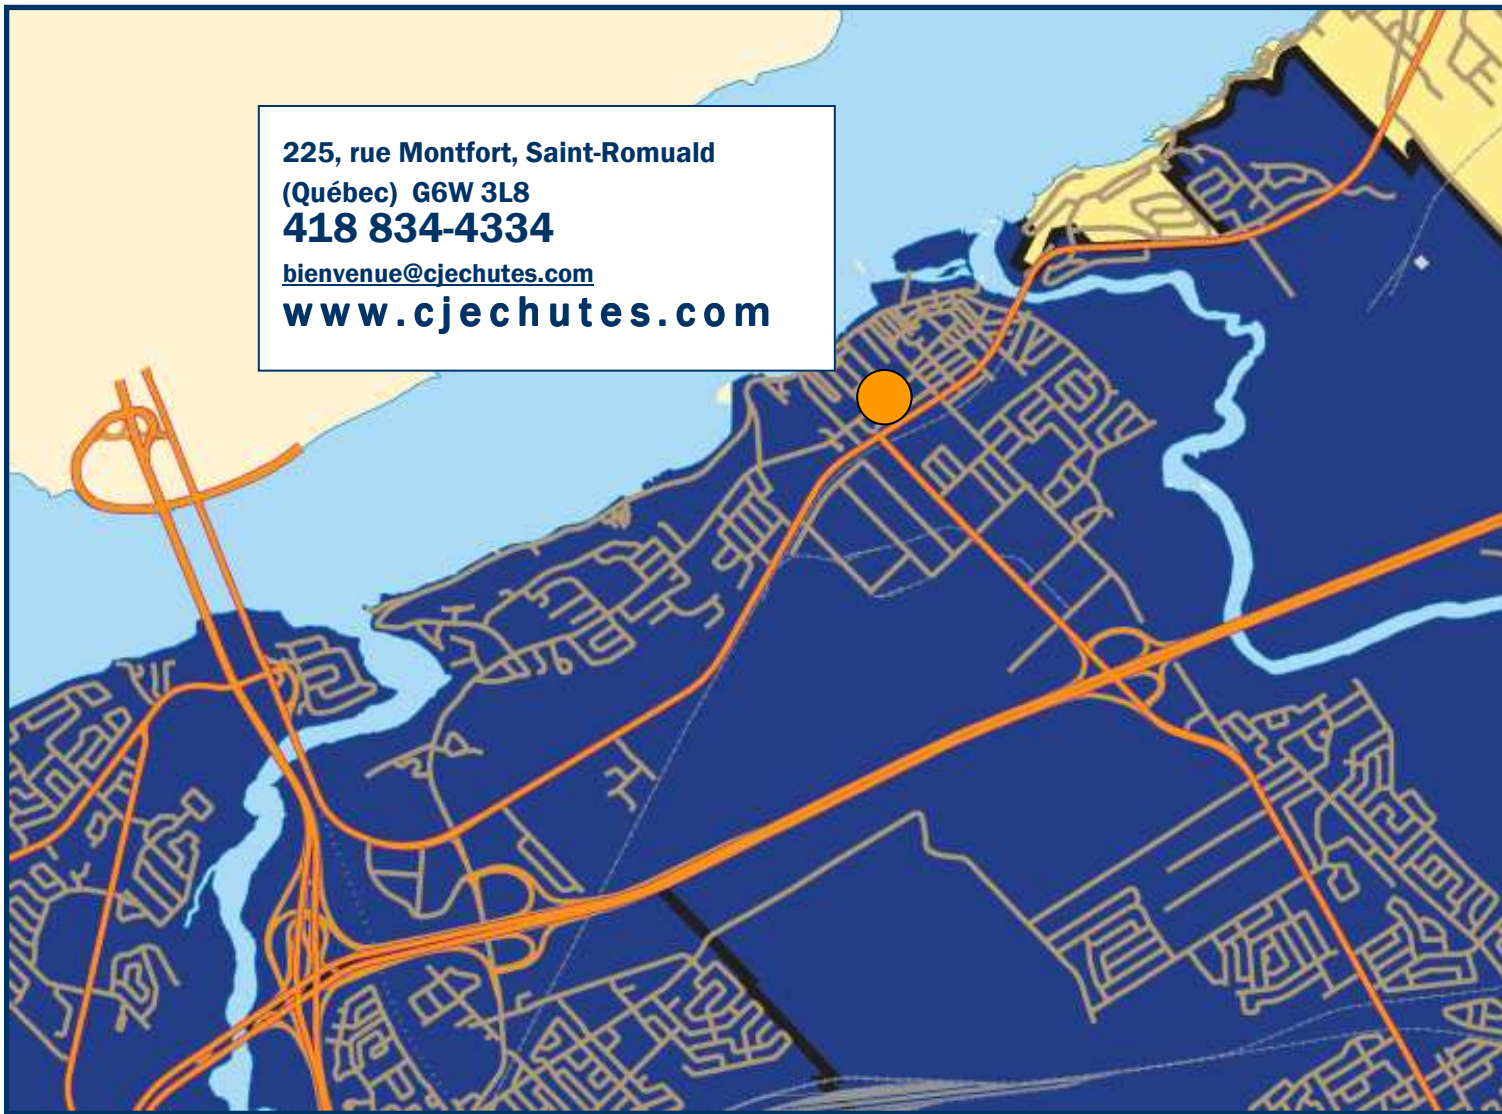 225, rue Montfort, Saint-Romuald
(Québec) G6W 3L8
418 834-4334
bienvenue@cjechutes.com
www.cjechutes.com